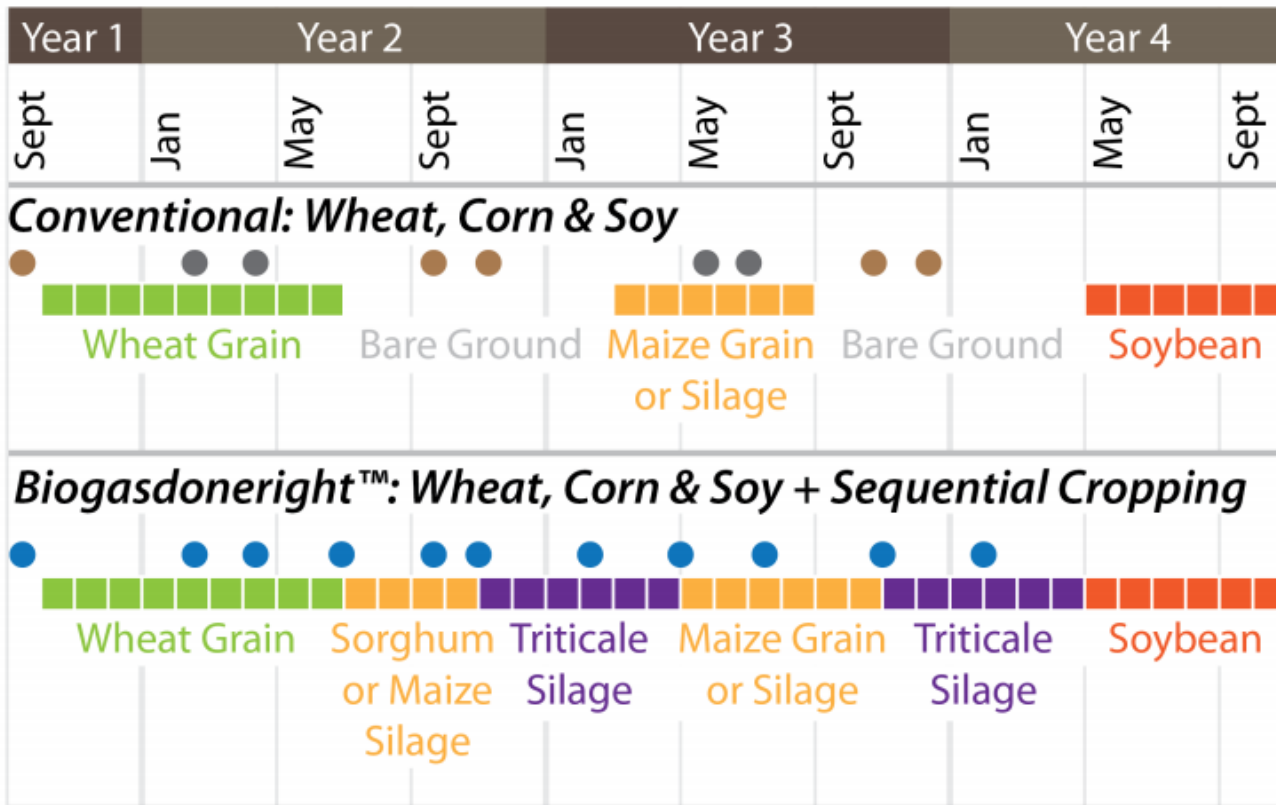 Year 1 Year 2 Year 3 Year 4
Sept Jan May Sept Jan May Sept Jan May Sept
Conventional: Wheat, Corn & Soy
Wheat Grain Bare Ground Maize Grain Bare Ground Soybean
or Silage
Biogasdoneright™: Wheat, Corn & Soy + Sequential Cropping
Wheat Grain Sorghum Triticale Maize Grain Triticale Soybean
or Maize Silage or Silage Silage
Silage